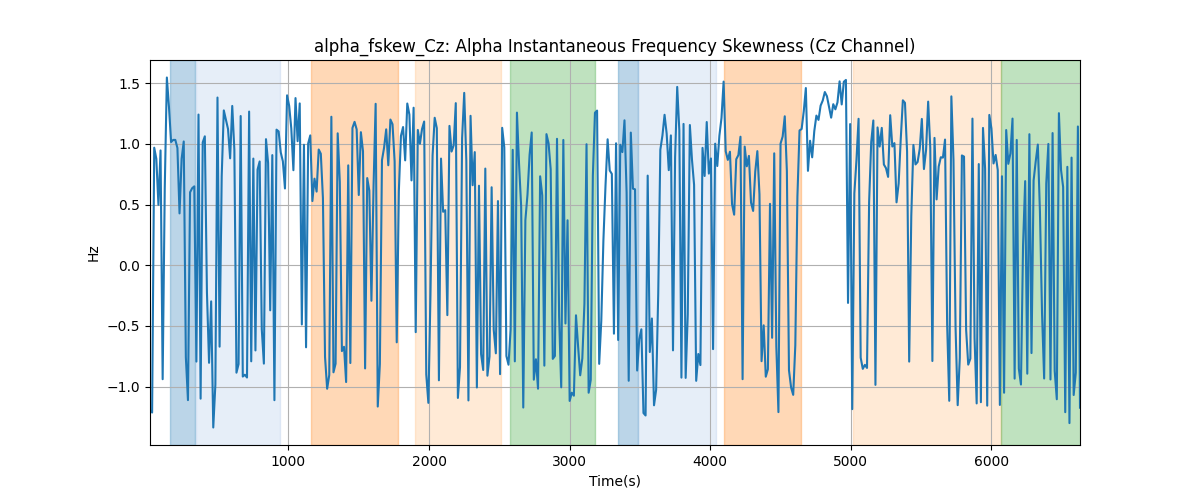 alpha_fskew_Cz: Alpha Instantaneous Frequency Skewness (Cz Channel)
1.5
1.0
0.5
0.0
−0.5
−1.0
Hz
1000 2000 3000 4000 5000 6000
Time(s)